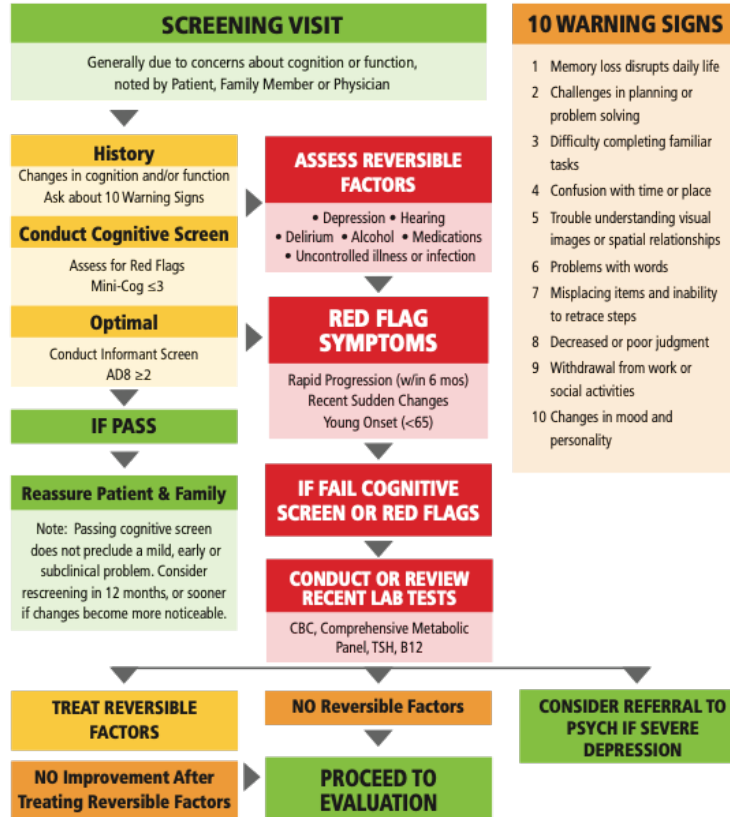 SCREENING VISIT
Generally due to concerns about cognition or function,
noted by Patient, Family Member or Physician
History
Changes in cognition and/or function
Ask about 10 Warning Signs
Conduct Cognitive Screen
Assess for Red Flags
Mini-Cog ≤3
Optimal
Conduct Informant Screen
AD8 ≥2
IF PASS
Reassure Patient & Family
Note: Passing cognitive screen
does not preclude a mild, early or
subclinical problem. Consider
rescreening in 12 months, or sooner
if changes become more noticeable.
ASSESS REVERSIBLE
FACTORS
• Depression • Hearing
• Delirium • Alcohol • Medications
• Uncontrolled illness or infection
RED FLAG
SYMPTOMS
Rapid Progression (w/in 6 mos)
Recent Sudden Changes
Young Onset (<65)
IF FAIL COGNITIVE
SCREEN OR RED FLAGS
CONDUCT OR REVIEW
RECENT LAB TESTS
CBC, Comprehensive Metabolic
Panel, TSH, B12
TREAT REVERSIBLE
FACTORS
NO Improvement After
Treating Reversible Factors
NO Reversible Factors
PROCEED TO
EVALUATION
CONSIDER REFERRAL TO
PSYCH IF SEVERE
DEPRESSION
10 WARNING SIGNS
1 Memory loss disrupts daily life
2 Challenges in planning or
problem solving
3 Difficulty completing familiar
tasks
4 Confusion with time or place
5 Trouble understanding visual
images or spatial relationships
6 Problems with words
7 Misplacing items and inability
to retrace steps
8 Decreased or poor judgment
9 Withdrawal from work or
social activities
10 Changes in mood and
personality